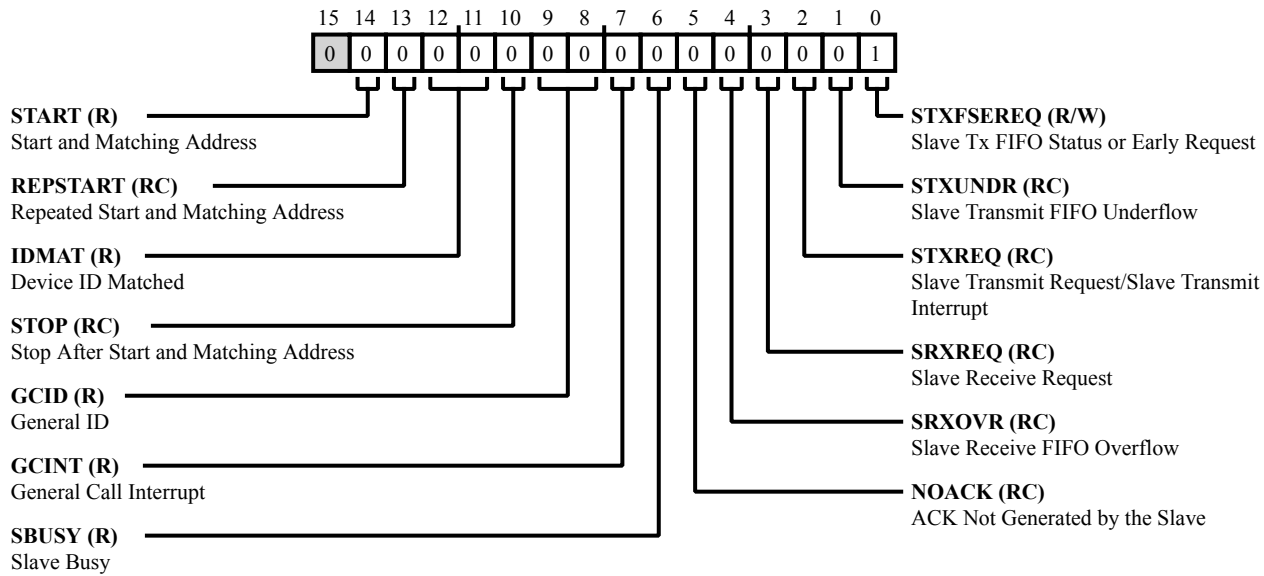 15 14 13 12 11 10 9 8 7 6 5 4 3 2 1 0
0 0 0 0 0 0 0 0 0 0 0 0 0 0 0 1
START (R)
Start and Matching Address
REPSTART (RC)
Repeated Start and Matching Address
IDMAT (R)
Device ID Matched
STOP (RC)
Stop After Start and Matching Address
GCID (R)
General ID
GCINT (R)
General Call Interrupt
SBUSY (R)
Slave Busy
STXFSEREQ (R/W)
Slave Tx FIFO Status or Early Request
STXUNDR (RC)
Slave Transmit FIFO Underflow
STXREQ (RC)
Slave Transmit Request/Slave Transmit
Interrupt
SRXREQ (RC)
Slave Receive Request
SRXOVR (RC)
Slave Receive FIFO Overflow
NOACK (RC)
ACK Not Generated by the Slave